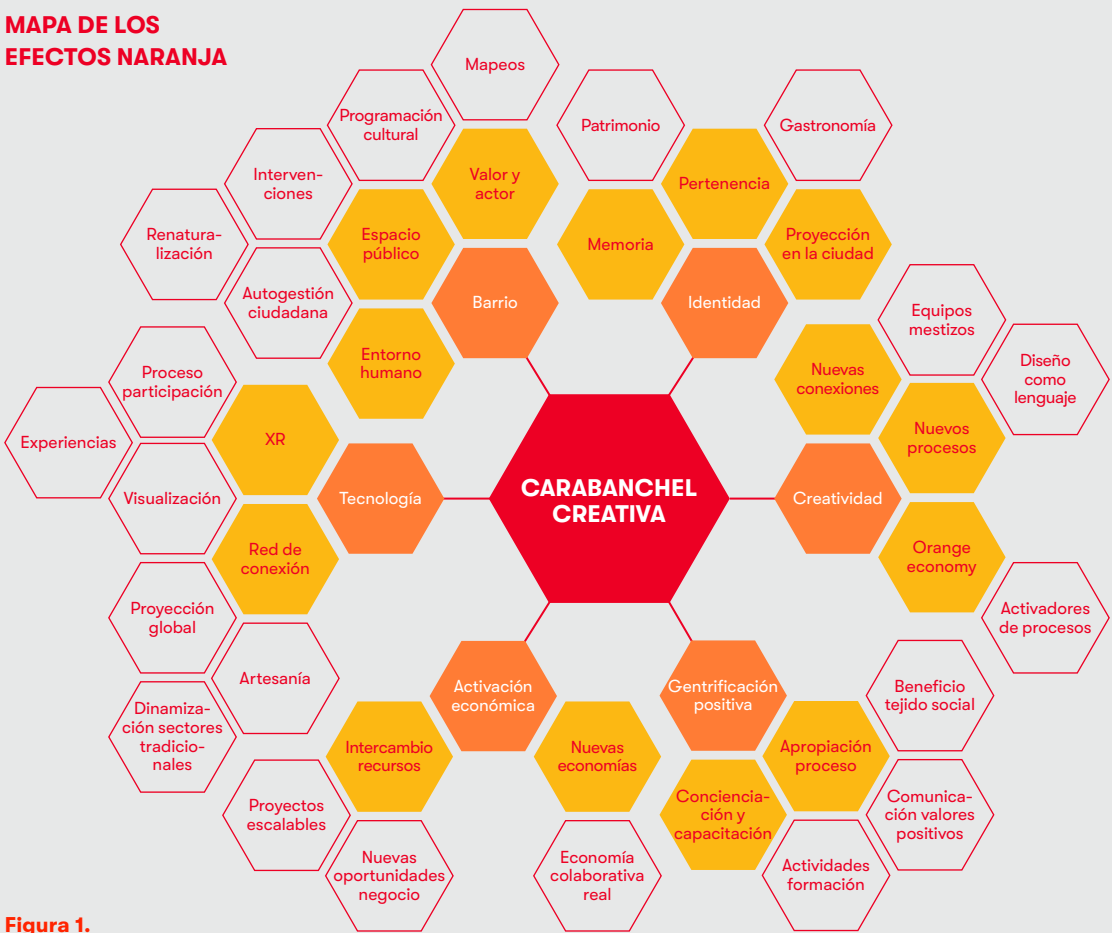 MAPA DE LOS
EFECTOS NARANJA
Mapeos
Programación
cultural
Patrimonio
Gastronomía
Interven-
ciones
Valor y
actor
Pertenencia
Renatura-
lización
Espacio
público
Memoria
Proyección
en la ciudad
Autogestión
ciudadana
Barrio
Identidad
Equipos
mestizos
Proceso
participación
Entorno
humano
Nuevas
conexiones
Diseño
como
lenguaje
Experiencias
XR
Nuevos
procesos
Visualización
Tecnología
CARABANCHEL
CREATIVA
Creatividad
Red de
conexión
Orange
economy
Proyección
global
Activadores
de procesos
Artesanía
Activación
económica
Gentrificación
positiva
Beneficio
tejido social
Dinamiza-
ción sectores
tradicio-
nales
Intercambio
recursos
Nuevas
economías
Apropiación
proceso
Proyectos
escalables
Conciencia-
ción y
capacitación
Comunica-
ción valores
positivos
Nuevas
oportunidades
negocio
Economía
colaborativa
real
Actividades
formación
Figura 1.